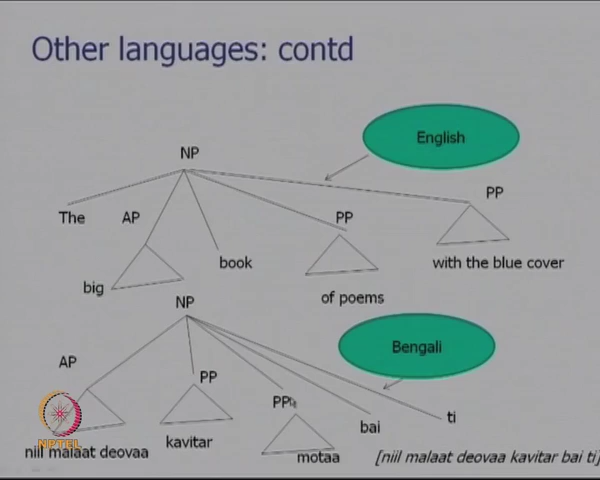 Other languages: contd
English
NP
PP
The
AP
PP
book
with the blue cover
big
of poems
NP
Bengali
AP
PP
PP
ti
bai
kavitar
NPTEL
niil malaat deovaa
motaa
[niil malaat deovaa kavitar bai ti]